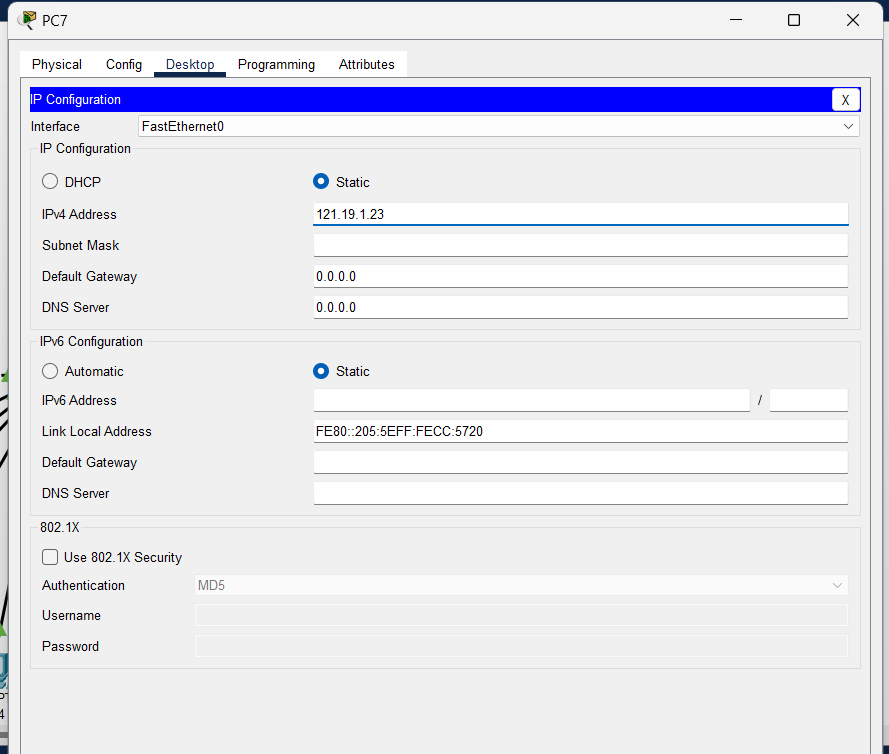 PC7
Physical Config Desktop Programming Attributes
IP Configuration X
Interface FastEthernet0
IP Configuration
DHCP Static
IPv4 Address 121.19.1.23
Subnet Mask
Default Gateway 0.0.0.0
DNS Server 0.0.0.0
IPv6 Configuration
Automatic Static
IPv6 Address /
Link Local Address FE80::205:5EFF:FECC:5720
Default Gateway
DNS Server
802.1X
Use 802.1X Security
Authentication MD5
Username
Password